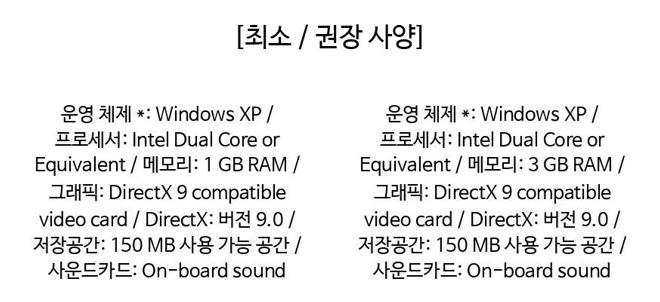 [최소 / 권장 사양]
운영 체제 *: Windows XP /
프로세서: Intel Dual Core or
Equivalent / 메모리: 1 GB RAM /
그래픽: DirectX 9 compatible
video card / DirectX: 버전 9.0 /
저장공간: 150 MB 사용 가능 공간 /
사운드카드: On-board sound
운영 체제 *: Windows XP /
프로세서: Intel Dual Core or
Equivalent / 메모리: 3 GB RAM /
그래픽: DirectX 9 compatible
video card / DirectX: 버전 9.0 /
저장공간: 150 MB 사용 가능 공간 /
사운드카드: On-board sound